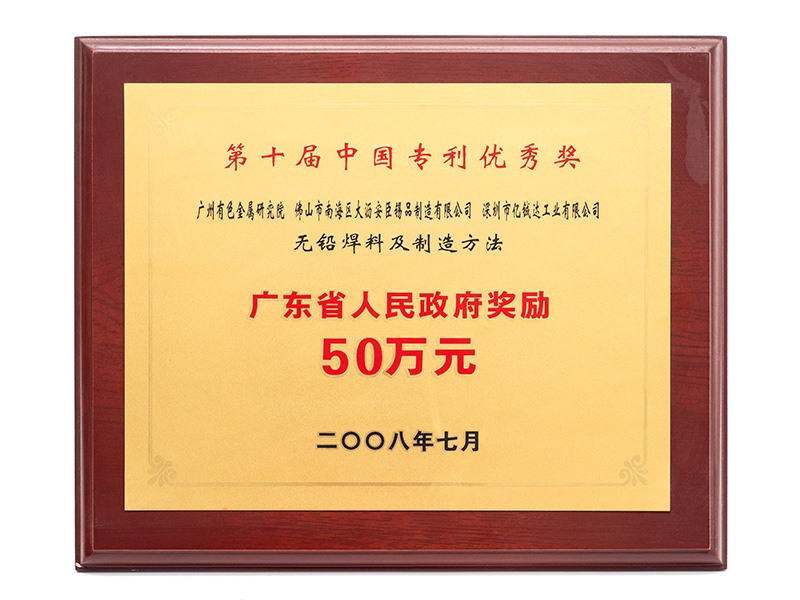 第十届中国专利优秀奖
广州有色金属研究院 佛山市南海区大沥安臣锡品制造有限公司 深圳市亿铖达工业有限公司
无铅焊料及制造方法
广东省人民政府奖励
50万元
二〇〇八年七月